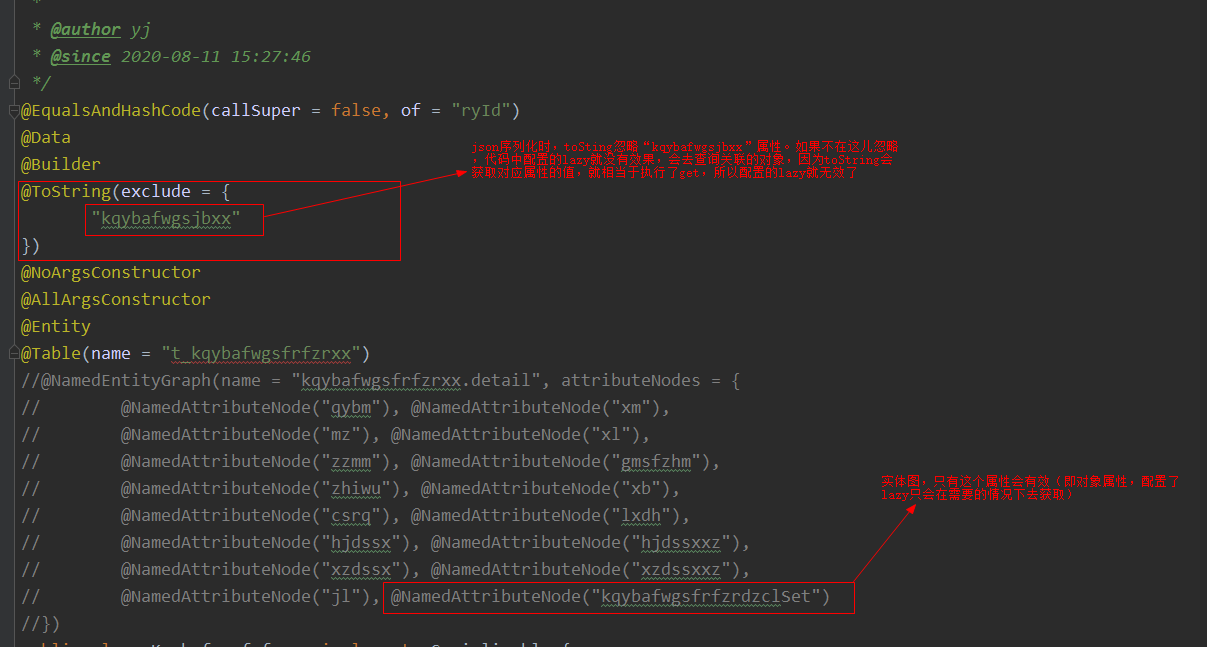 *
* @author yj
* @since 2020-08-11 15:27:46
*/
@EqualsAndHashCode(callSuper = false, of = "ryId")
@Data
@Builder
@ToString(exclude = {
"kqybafwgsjbxx"
})
json序列化时，toSting忽略“kqybafwgsjbxx”属性。如果不在这儿忽略
，代码中配置的lazy就没有效果，会去查询关联的对象，因为toString会
获取对应属性的值，就相当于执行了get，所以配置的lazy就无效了
@NoArgsConstructor
@AllArgsConstructor
@Entity
@Table(name = "t_kqybafwgsfrfzrxx")
//@NamedEntityGraph(name = "kqybafwgsfrfzrxx.detail", attributeNodes = {
// @NamedAttributeNode("qybm"), @NamedAttributeNode("xm"),
// @NamedAttributeNode("mz"), @NamedAttributeNode("xl"),
// @NamedAttributeNode("zzmm"), @NamedAttributeNode("gmsfzhm"),
// @NamedAttributeNode("zhiwu"), @NamedAttributeNode("xb"),
// @NamedAttributeNode("csrq"), @NamedAttributeNode("lxdh"),
// @NamedAttributeNode("hjdssx"), @NamedAttributeNode("hjdssxxz"),
// @NamedAttributeNode("xzdssx"), @NamedAttributeNode("xzdssxxz"),
// @NamedAttributeNode("jl"), @NamedAttributeNode("kqybafwgsfrfzrdzclSet")
//})
实体图，只有这个属性会有效（即对象属性，配置了
lazy只会在需要的情况下去获取）